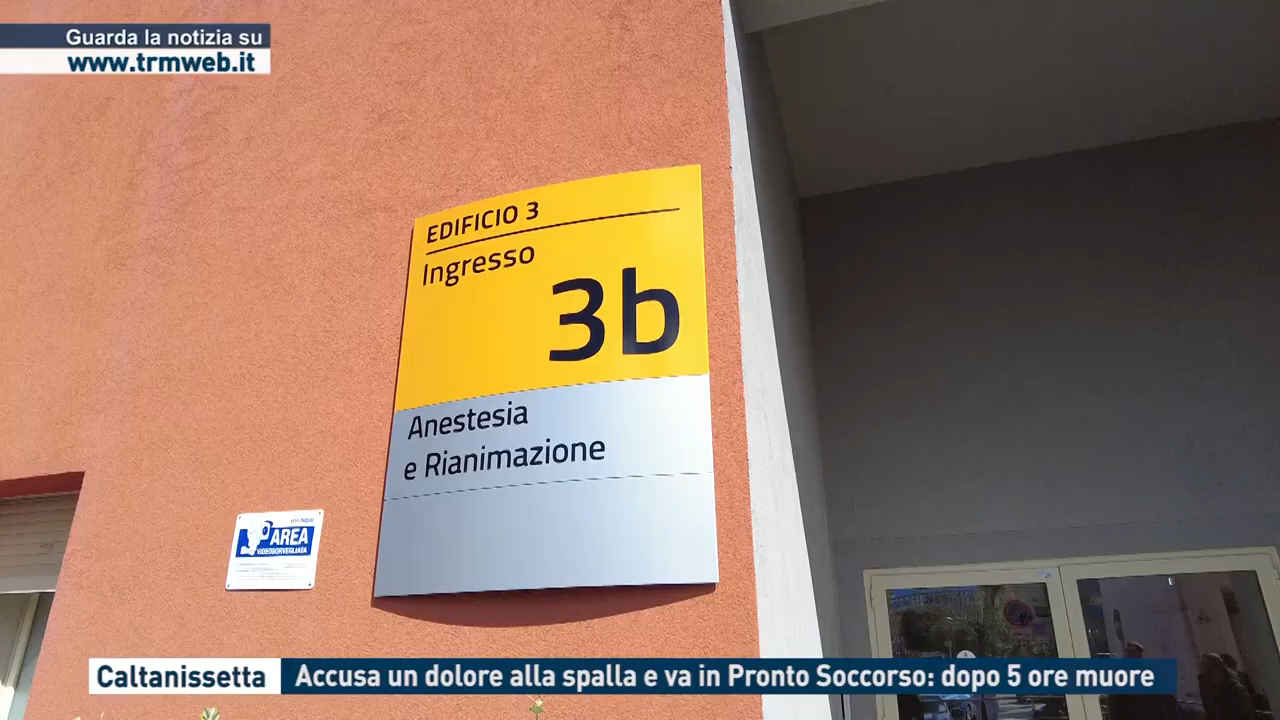 Guarda la notizia su
www.trmweb.it
EDIFICIO 3
Ingresso
3b
Anestesia
e Rianimazione
AREA
VIDEOSORVEGLIATA
Caltanissetta
Accusa un dolore alla spalla e va in Pronto Soccorso: dopo 5 ore muore